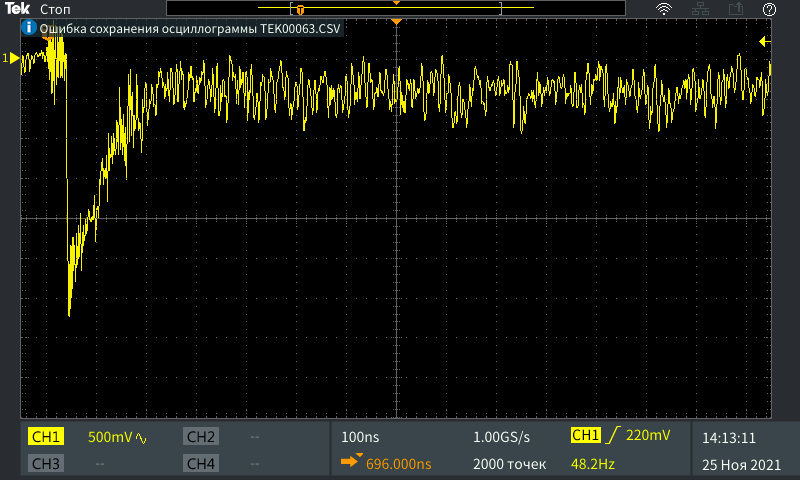 Tek Стоп
i Ошибка сохранения осциллограммы TEK00063.CSV
1
CH1 500mV CH2 -- 100ns 1.00GS/s CH1 220mV 14:13:11
CH3 -- CH4 -- 696.000ns 2000 точек 48.2Hz 25 Ноя 2021